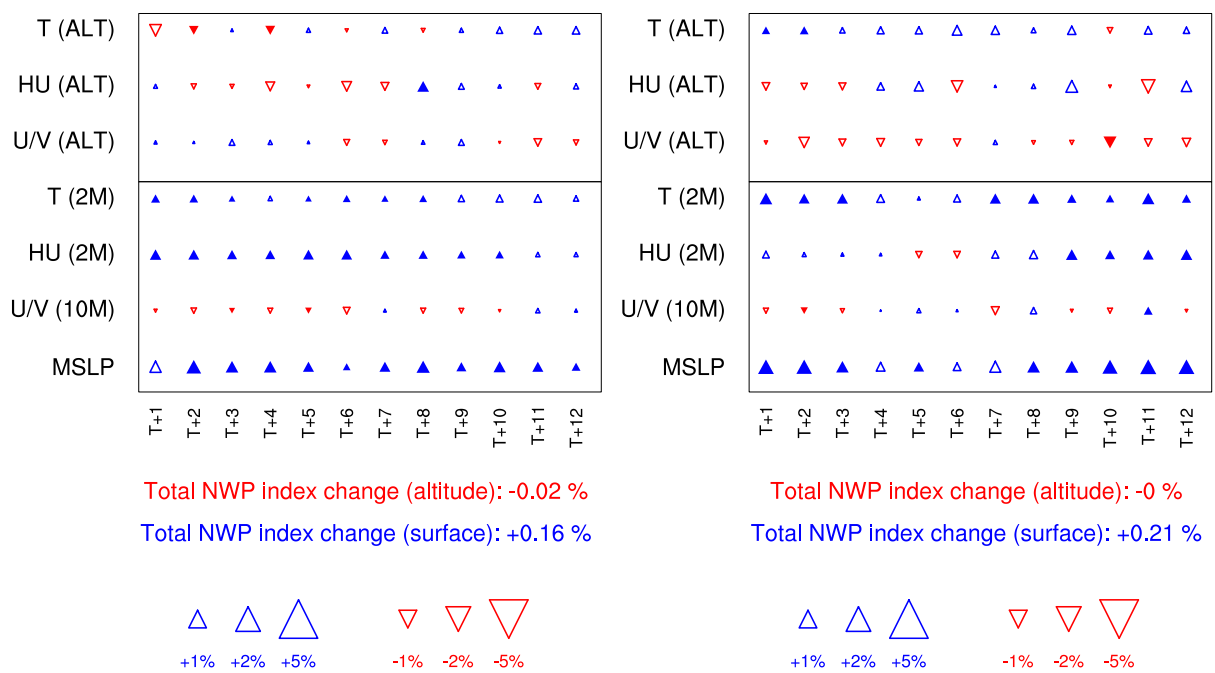 T (ALT)
HU (ALT)
U/V (ALT)
T (2M)
HU (2M)
U/V (10M)
MSLP
T+1
T+2
T+3
T+4
T+5
T+6
T+7
T+8
T+9
T+10
T+11
T+12
Total NWP index change (altitude): -0.02 %
Total NWP index change (surface): +0.16 %
+1% +2% +5% -1% -2% -5%
T (ALT)
HU (ALT)
U/V (ALT)
T (2M)
HU (2M)
U/V (10M)
MSLP
T+1
T+2
T+3
T+4
T+5
T+6
T+7
T+8
T+9
T+10
T+11
T+12
Total NWP index change (altitude): -0 %
Total NWP index change (surface): +0.21 %
+1% +2% +5% -1% -2% -5%